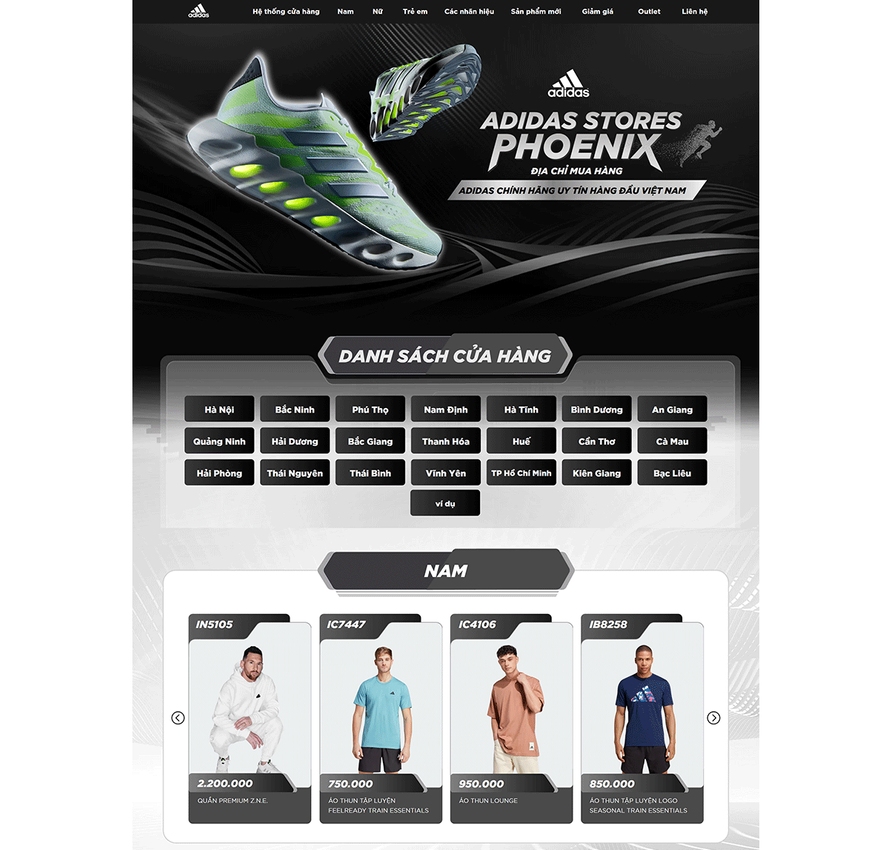 adidas
Hệ thống cửa hàng
Nam
Nữ
Trẻ em
Các nhãn hiệu
Sản phẩm mới
Giảm giá
Outlet
Liên hệ
adidas
ADIDAS STORES
PHOENIX
ĐỊA CHỈ MUA HÀNG
ADIDAS CHÍNH HÃNG UY TÍN HÀNG ĐẦU VIỆT NAM
DANH SÁCH CỬA HÀNG
Hà Nội
Bắc Ninh
Phú Thọ
Nam Định
Hà Tĩnh
Bình Dương
An Giang
Quảng Ninh
Hải Dương
Bắc Giang
Thanh Hóa
Huế
Cần Thơ
Cà Mau
Hải Phòng
Thái Nguyên
Thái Bình
Vĩnh Yên
TP Hồ Chí Minh
Kiên Giang
Bạc Liêu
ví dụ
NAM
IN5105
IC7447
IC4106
IB8258
2.200.000
750.000
950.000
850.000
QUẦN PREMIUM Z.N.E.
ÁO THUN TẬP LUYỆN
FEELREADY TRAIN ESSENTIALS
ÁO THUN LOUNGE
ÁO THUN TẬP LUYỆN LOGO
SEASONAL TRAIN ESSENTIALS